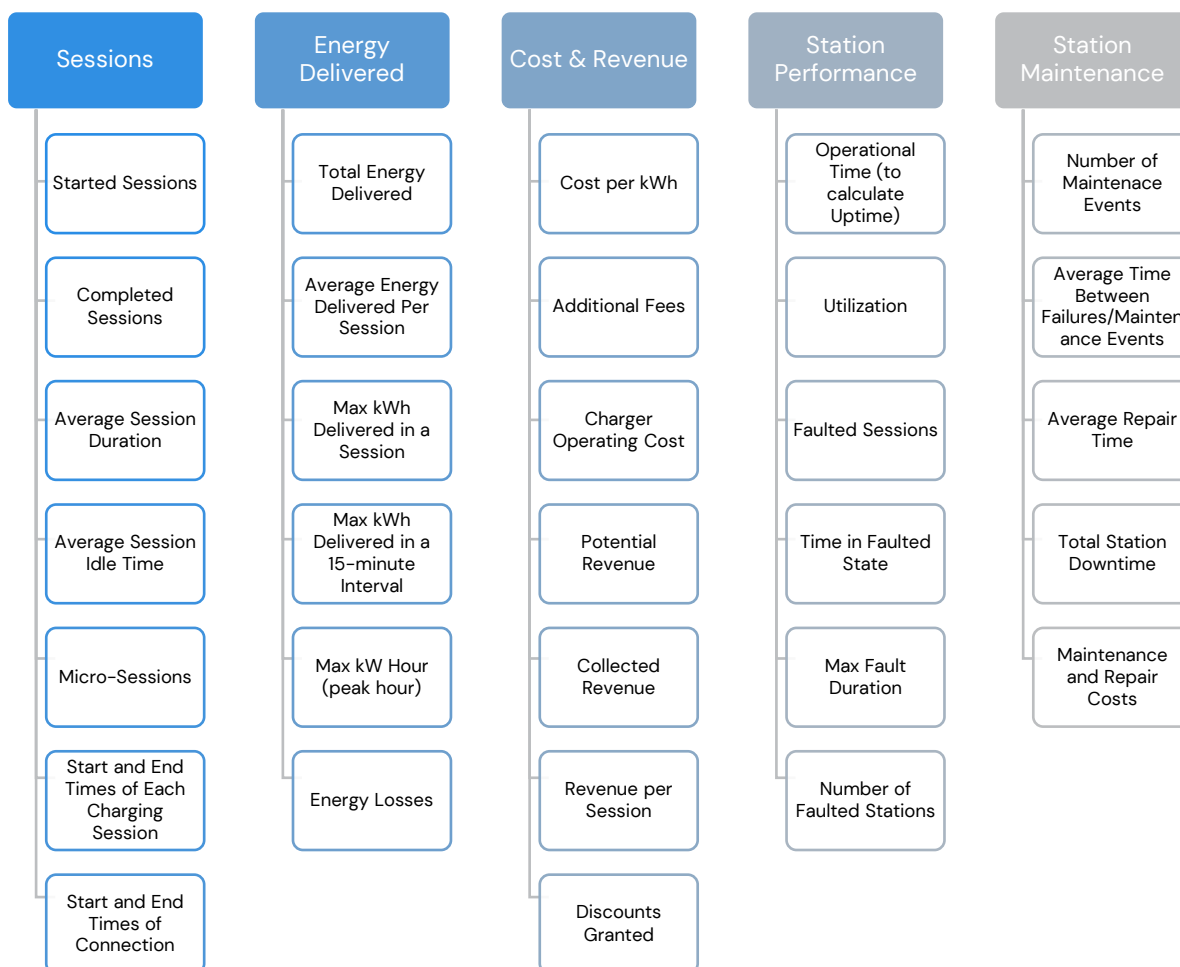 Sessions
Started Sessions
Completed
Sessions
Average Session
Duration
Average Session
Idle Time
Micro-Sessions
Start and End
Times of Each
Charging
Session
Start and End
Times of
Connection
Energy
Delivered
Total Energy
Delivered
Average Energy
Delivered Per
Session
Max kWh
Delivered in a
Session
Max kWh
Delivered in a
15-minute
Interval
Max kW Hour
(peak hour)
Energy Losses
Cost & Revenue
Cost per kWh
Additional Fees
Charger
Operating Cost
Potential
Revenue
Collected
Revenue
Revenue per
Session
Discounts
Granted
Station
Performance
Operational
Time (to
calculate
Uptime)
Utilization
Faulted Sessions
Time in Faulted
State
Max Fault
Duration
Number of
Faulted Stations
Station
Maintenance
Number of
Maintenace
Events
Average Time
Between
Failures/Mainten
ance Events
Average Repair
Time
Total Station
Downtime
Maintenance
and Repair
Costs